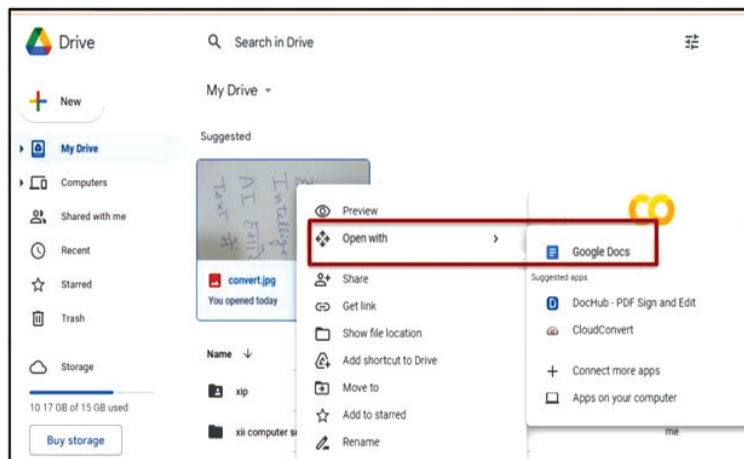 Drive
Search in Drive
New
My Drive
My Drive
Computers
Shared with me
Recent
Starred
Trash
Storage
10.17 GB of 15 GB used
Buy storage
Suggested
Intellige
AI
Text
convert.jpg
You opened today
Name
xip
xii computer s
Preview
Open with
Share
Get link
Show file location
Add shortcut to Drive
Move to
Add to starred
Rename
Google Docs
Suggested apps
DocHub - PDF Sign and Edit
CloudConvert
Connect more apps
Apps on your computer
me